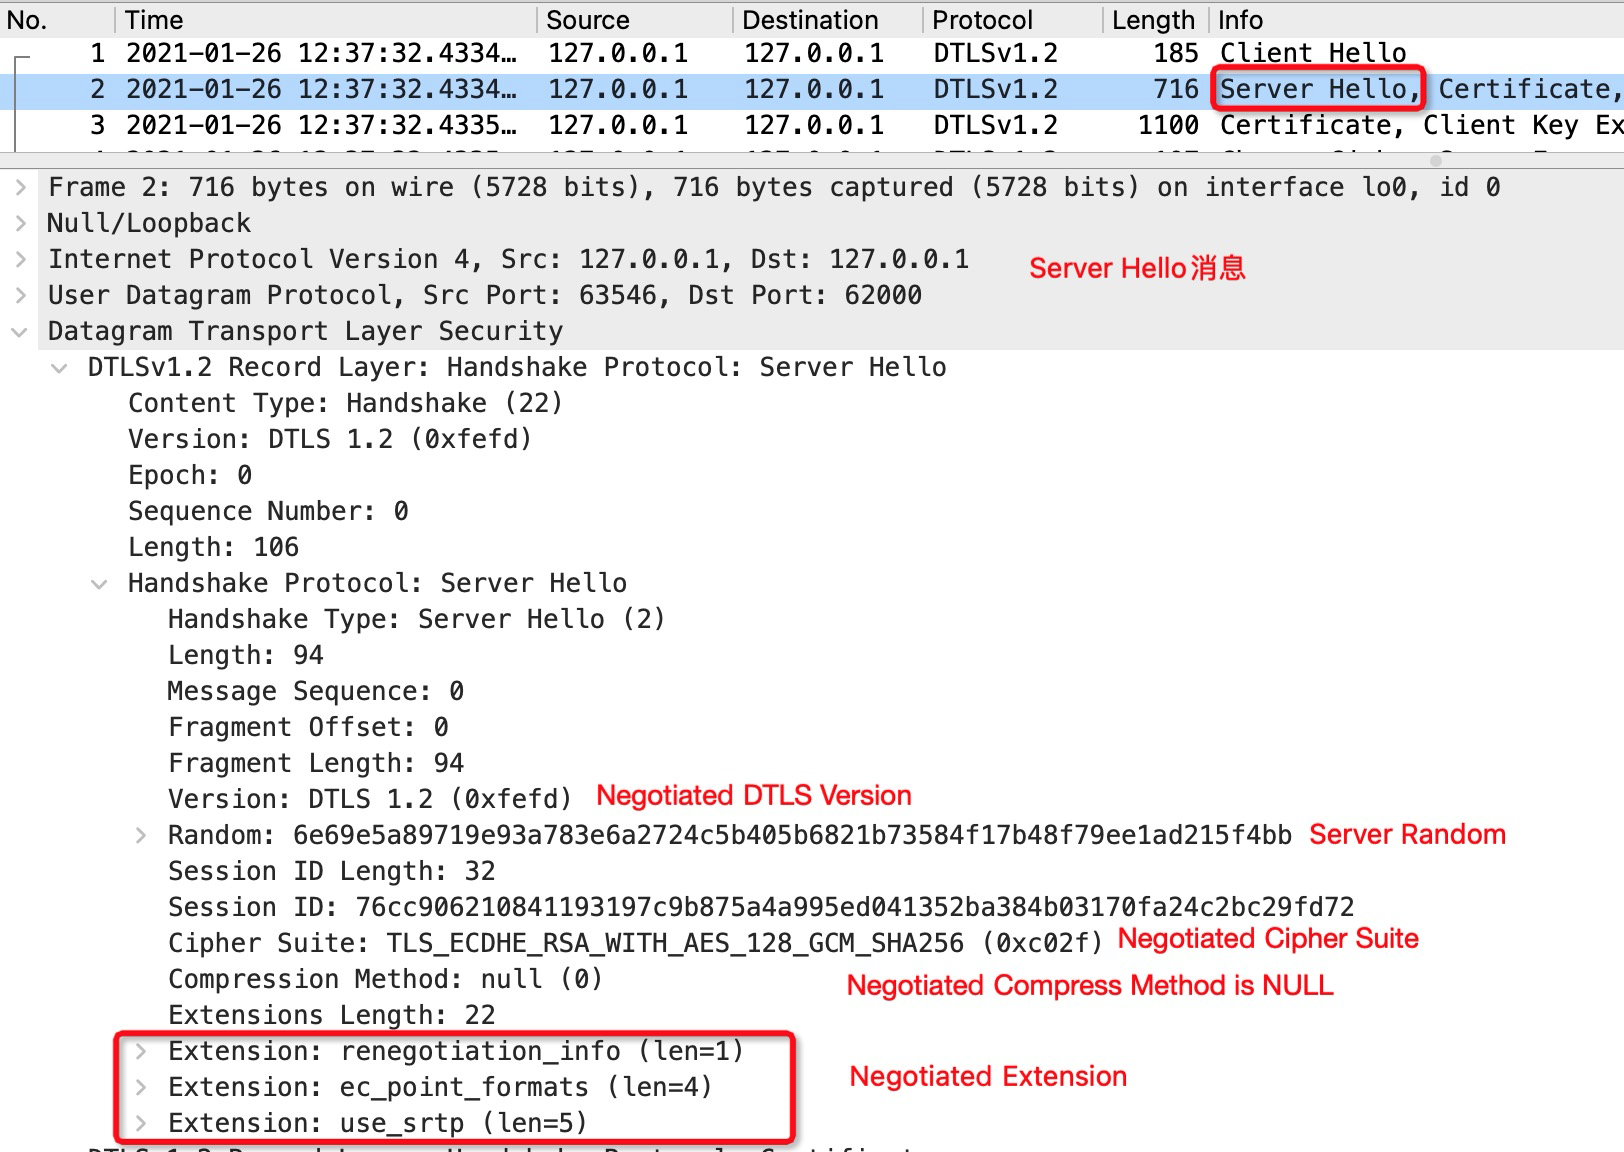 No. Time Source Destination Protocol Length Info
1 2021-01-26 12:37:32.4334… 127.0.0.1 127.0.0.1 DTLSv1.2 185 Client Hello
2 2021-01-26 12:37:32.4334… 127.0.0.1 127.0.0.1 DTLSv1.2 716 Server Hello, Certificate,
3 2021-01-26 12:37:32.4335… 127.0.0.1 127.0.0.1 DTLSv1.2 1100 Certificate, Client Key Ex
Frame 2: 716 bytes on wire (5728 bits), 716 bytes captured (5728 bits) on interface lo0, id 0
Null/Loopback
Internet Protocol Version 4, Src: 127.0.0.1, Dst: 127.0.0.1
Server Hello消息
User Datagram Protocol, Src Port: 63546, Dst Port: 62000
Datagram Transport Layer Security
DTLSv1.2 Record Layer: Handshake Protocol: Server Hello
Content Type: Handshake (22)
Version: DTLS 1.2 (0xfefd)
Epoch: 0
Sequence Number: 0
Length: 106
Handshake Protocol: Server Hello
Handshake Type: Server Hello (2)
Length: 94
Message Sequence: 0
Fragment Offset: 0
Fragment Length: 94
Version: DTLS 1.2 (0xfefd) Negotiated DTLS Version
Random: 6e69e5a89719e93a783e6a2724c5b405b6821b73584f17b48f79ee1ad215f4bb Server Random
Session ID Length: 32
Session ID: 76cc906210841193197c9b875a4a995ed041352ba384b03170fa24c2bc29fd72
Cipher Suite: TLS_ECDHE_RSA_WITH_AES_128_GCM_SHA256 (0xc02f) Negotiated Cipher Suite
Compression Method: null (0) Negotiated Compress Method is NULL
Extensions Length: 22
Extension: renegotiation_info (len=1)
Extension: ec_point_formats (len=4) Negotiated Extension
Extension: use_srtp (len=5)